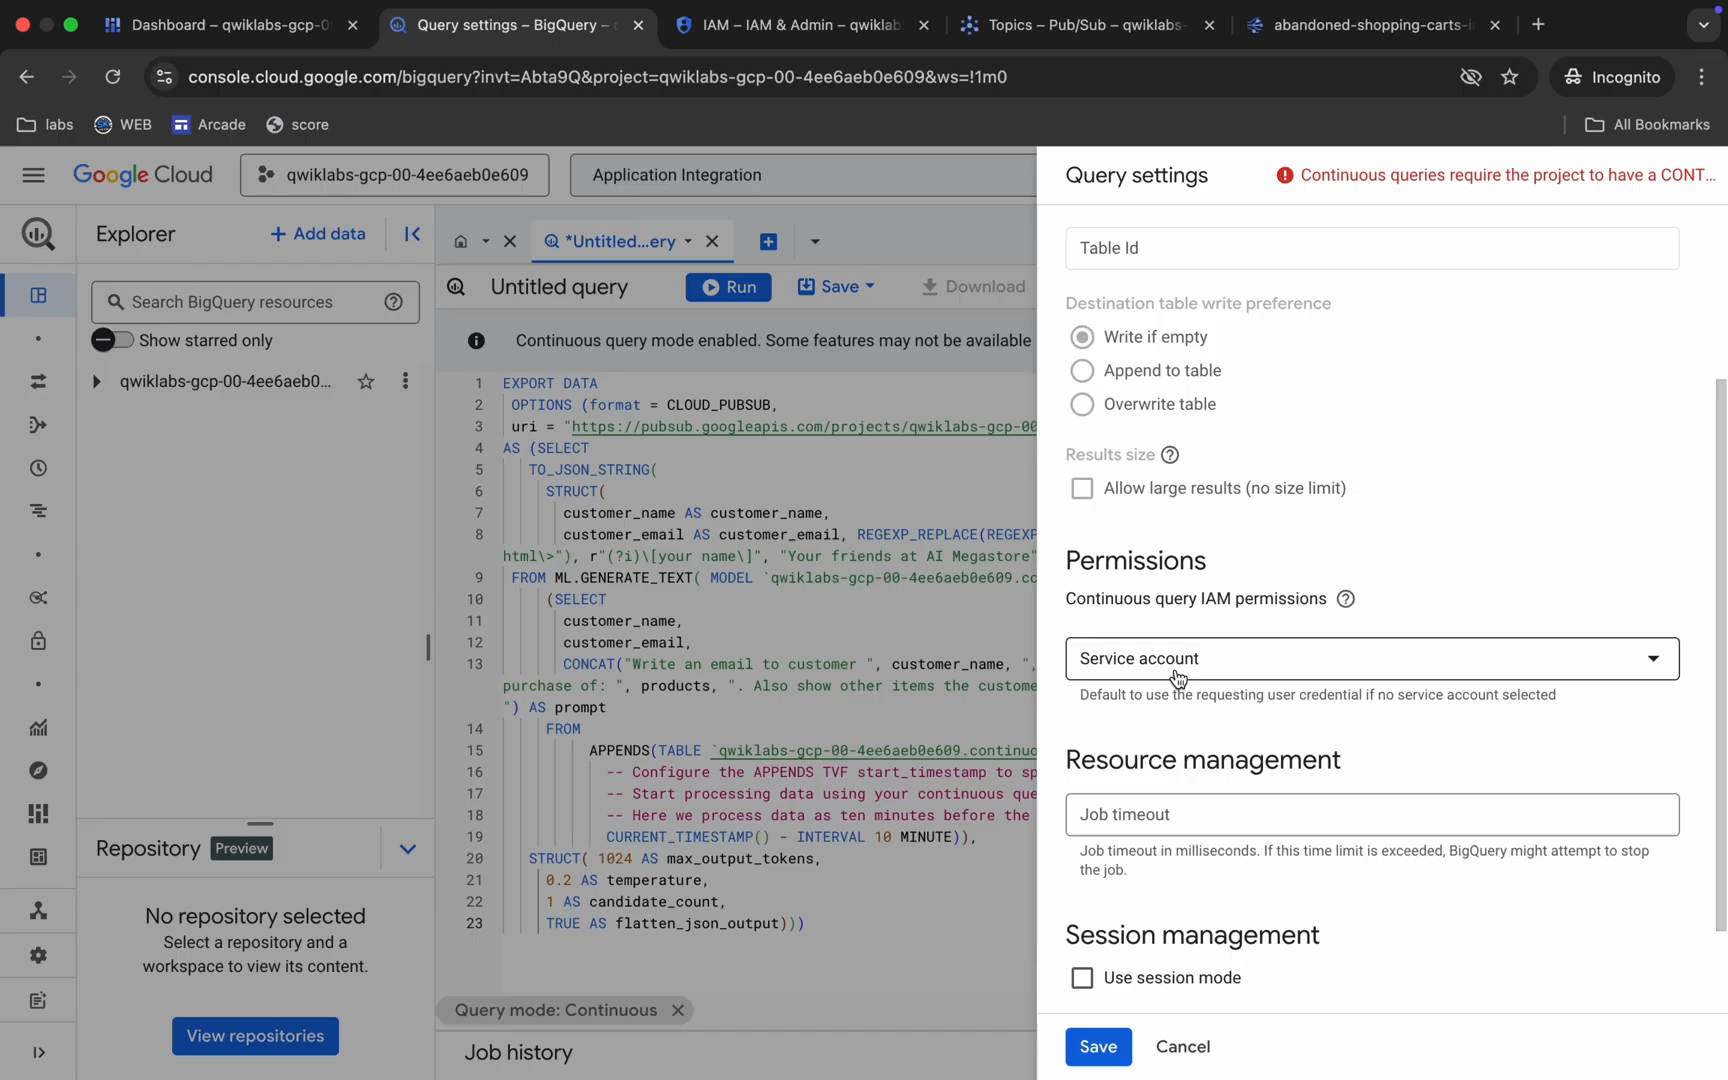 Dashboard – qwiklabs-gcp-0
Query settings – BigQuery –
IAM – IAM & Admin – qwiklab
Topics – Pub/Sub – qwiklabs-
abandoned-shopping-carts-i
console.cloud.google.com/bigquery?invt=Abta9Q&project=qwiklabs-gcp-00-4ee6aeb0e609&ws=!1m0
Incognito
labs
WEB
Arcade
score
All Bookmarks
Google Cloud
qwiklabs-gcp-00-4ee6aeb0e609
Application Integration
Explorer
+ Add data
Search BigQuery resources
Show starred only
qwiklabs-gcp-00-4ee6aeb0...
Repository Preview
No repository selected
Select a repository and a
workspace to view its content.
View repositories
*Untitled...ery
Untitled query
Run
Save
Download
Continuous query mode enabled. Some features may not be available
1 EXPORT DATA
2 OPTIONS (format = CLOUD_PUBSUB,
3 uri = "https://pubsub.googleapis.com/projects/qwiklabs-gcp-00
4 AS (SELECT
5 TO_JSON_STRING(
6 STRUCT(
7 customer_name AS customer_name,
8 customer_email AS customer_email, REGEXP_REPLACE(REGEXP
html\>"), r"(?i)\[your name\]", "Your friends at AI Megastore"
9 FROM ML.GENERATE_TEXT( MODEL `qwiklabs-gcp-00-4ee6aeb0e609.co
10 (SELECT
11 customer_name,
12 customer_email,
13 CONCAT("Write an email to customer ", customer_name, ",
purchase of: ", products, ". Also show other items the custome
") AS prompt
14 FROM
15 APPENDS(TABLE `qwiklabs-gcp-00-4ee6aeb0e609.continuo
16 -- Configure the APPENDS TVF start_timestamp to sp
17 -- Start processing data using your continuous que
18 -- Here we process data as ten minutes before the
19 CURRENT_TIMESTAMP() - INTERVAL 10 MINUTE)),
20 STRUCT( 1024 AS max_output_tokens,
21 0.2 AS temperature,
22 1 AS candidate_count,
23 TRUE AS flatten_json_output)))
Query mode: Continuous
Job history
Query settings
Continuous queries require the project to have a CONT...
Table Id
Destination table write preference
Write if empty
Append to table
Overwrite table
Results size
Allow large results (no size limit)
Permissions
Continuous query IAM permissions
Service account
Default to use the requesting user credential if no service account selected
Resource management
Job timeout
Job timeout in milliseconds. If this time limit is exceeded, BigQuery might attempt to stop
the job.
Session management
Use session mode
Save
Cancel